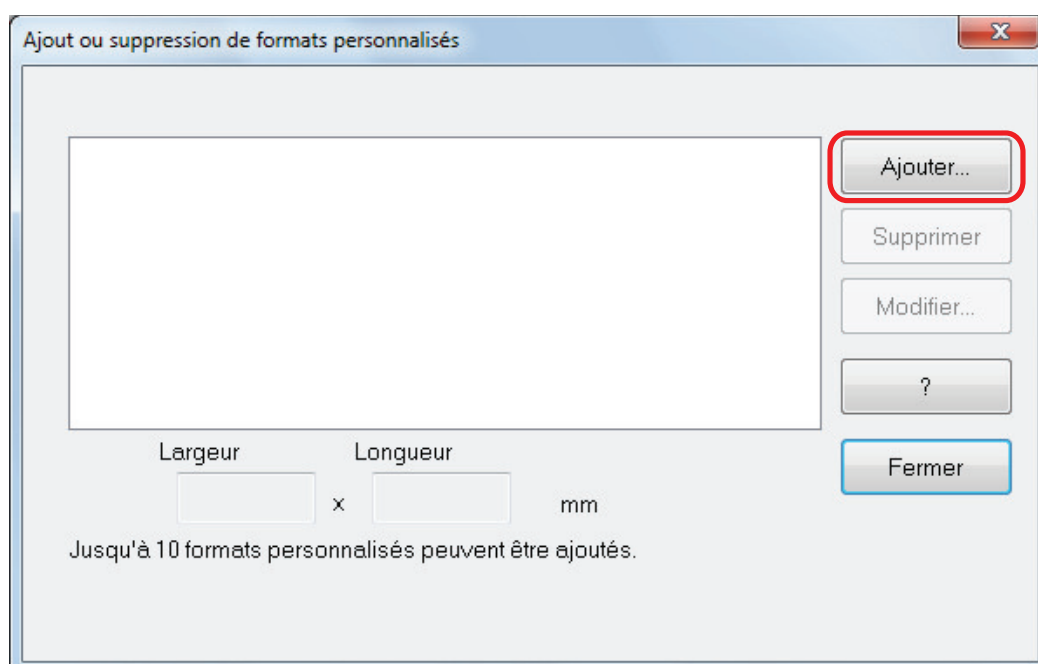 Ajout ou suppression de formats personnalisés
Ajouter...
Supprimer
Modifier...
?
Fermer
Largeur Longueur
x mm
Jusqu'à 10 formats personnalisés peuvent être ajoutés.